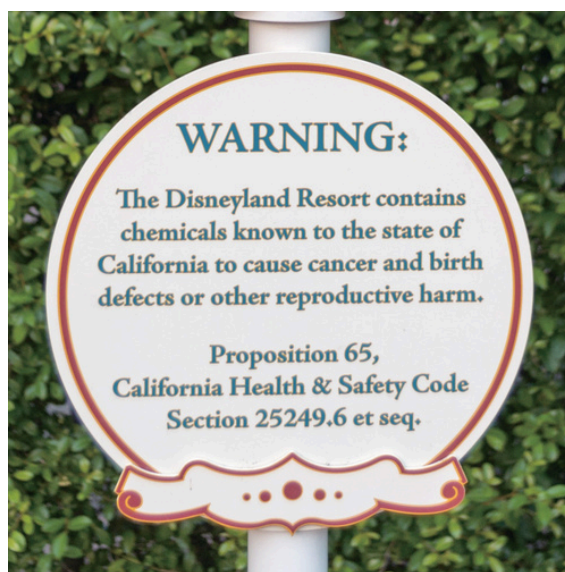 WARNING:
The Disneyland Resort contains
chemicals known to the state of
California to cause cancer and birth
defects or other reproductive harm.
Proposition 65,
California Health & Safety Code
Section 25249.6 et seq.